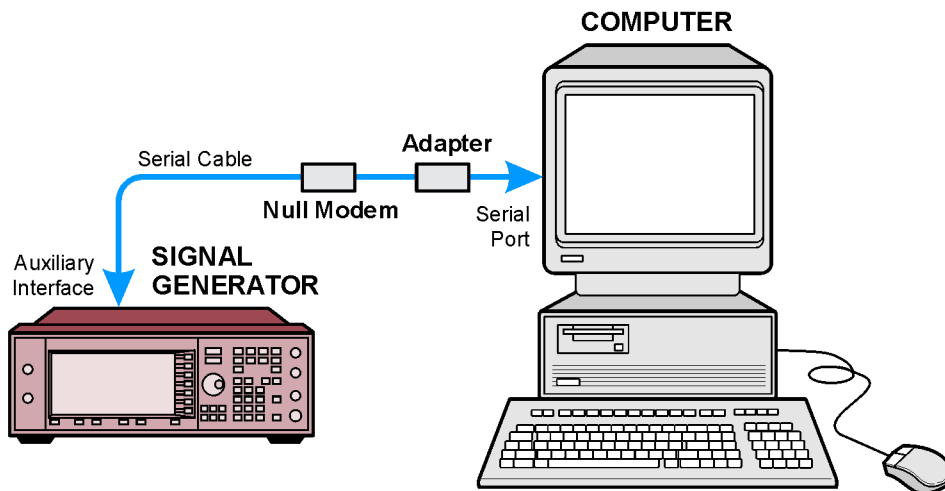 COMPUTER
Adapter
Serial Cable
Null Modem
Serial
Port
Auxiliary
Interface
SIGNAL
GENERATOR